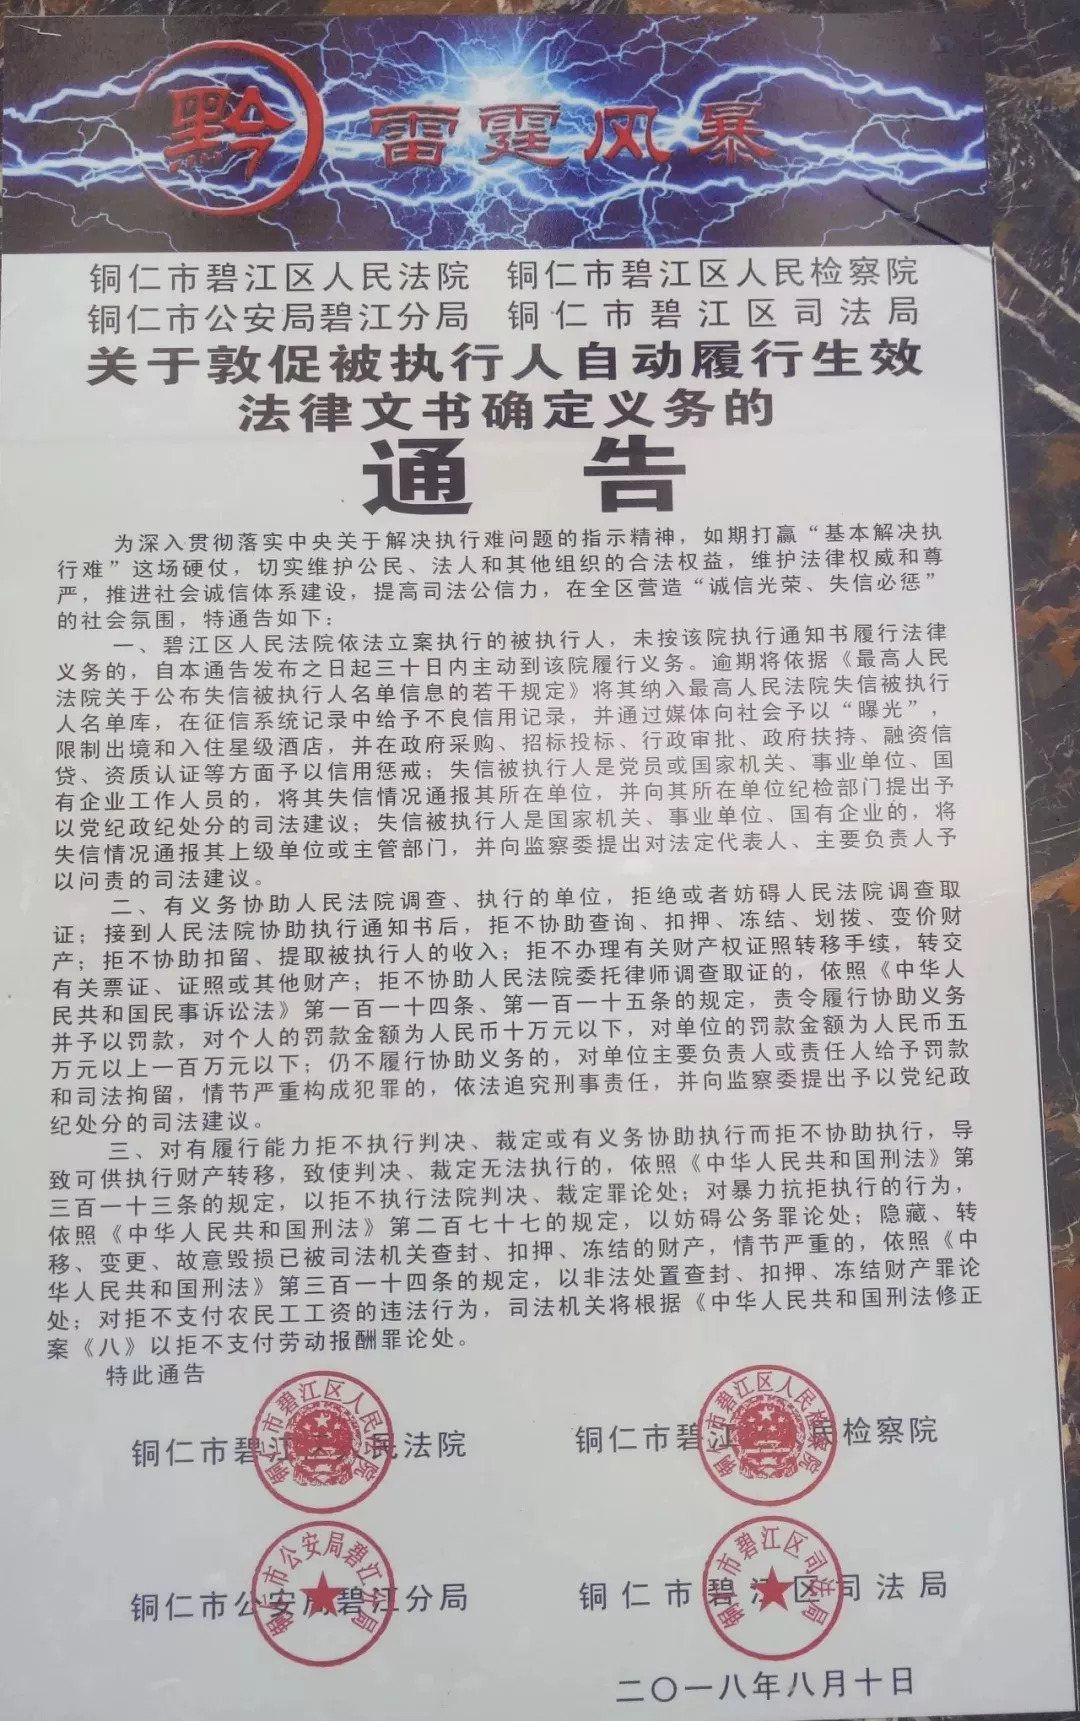 黔 雷霆风暴
铜仁市碧江区人民法院 铜仁市碧江区人民检察院
铜仁市公安局碧江分局 铜仁市碧江区司法局
关于敦促被执行人自动履行生效
法律文书确定义务的
通 告
为深入贯彻落实中央关于解决执行难问题的指示精神，如期打赢“基本解决执
行难”这场硬仗，切实维护公民、法人和其他组织的合法权益，维护法律权威和尊
严，推进社会诚信体系建设，提高司法公信力，在全区营造“诚信光荣、失信必惩”
的社会氛围，特通告如下：
一、碧江区人民法院依法立案执行的被执行人，未按该院执行通知书履行法律
义务的，自本通告发布之日起三十日内主动到该院履行义务。逾期将依据《最高人民
法院关于公布失信被执行人名单信息的若干规定》将其纳入最高人民法院失信被执行
人名单库，在征信系统记录中给予不良信用记录，并通过媒体向社会予以“曝光”，
限制出境和入住星级酒店，并在政府采购、招标投标、行政审批、政府扶持、融资信
贷、资质认证等方面予以信用惩戒；失信被执行人是党员或国家机关、事业单位、国
有企业工作人员的，将其失信情况通报其所在单位，并向其所在单位纪检部门提出予
以党纪政纪处分的司法建议；失信被执行人是国家机关、事业单位、国有企业的，将
失信情况通报其上级单位或主管部门，并向监察委提出对法定代表人、主要负责人予
以问责的司法建议。
二、有义务协助人民法院调查、执行的单位，拒绝或者妨碍人民法院调查取
证；接到人民法院协助执行通知书后，拒不协助查询、扣押、冻结、划拨、变价财
产；拒不协助扣留、提取被执行人的收入；拒不办理有关财产权证照转移手续，转交
有关票证、证照或其他财产；拒不协助人民法院委托律师调查取证的，依照《中华人
民共和国民事诉讼法》第一百一十四条、第一百一十五条的规定，责令履行协助义务
并予以罚款，对个人的罚款金额为人民币十万元以下，对单位的罚款金额为人民币五
万元以上一百万元以下；仍不履行协助义务的，对单位主要负责人或责任人给予罚款
和司法拘留，情节严重构成犯罪的，依法追究刑事责任，并向监察委提出予以党纪政
纪处分的司法建议。
三、对有履行能力拒不执行判决、裁定或有义务协助执行而拒不协助执行，导
致可供执行财产转移，致使判决、裁定无法执行的，依照《中华人民共和国刑法》第
三百一十三条的规定，以拒不执行法院判决、裁定罪论处；对暴力抗拒执行的行为，
依照《中华人民共和国刑法》第二百七十七的规定，以妨碍公务罪论处；隐藏、转
移、变更、故意毁损已被司法机关查封、扣押、冻结的财产，情节严重的，依照《中
华人民共和国刑法》第三百一十四条的规定，以非法处置查封、扣押、冻结财产罪论
处；对拒不支付农民工工资的违法行为，司法机关将根据《中华人民共和国刑法修正
案《八》以拒不支付劳动报酬罪论处。
特此通告
铜仁市碧江区人民法院 铜仁市碧江区人民检察院
铜仁市碧江区人民法院 铜仁市碧江区人民检察院
铜仁市公安局碧江分局 铜仁市碧江区司法局
铜仁市公安局碧江分局 铜仁市碧江区司法局
二〇一八年八月十日